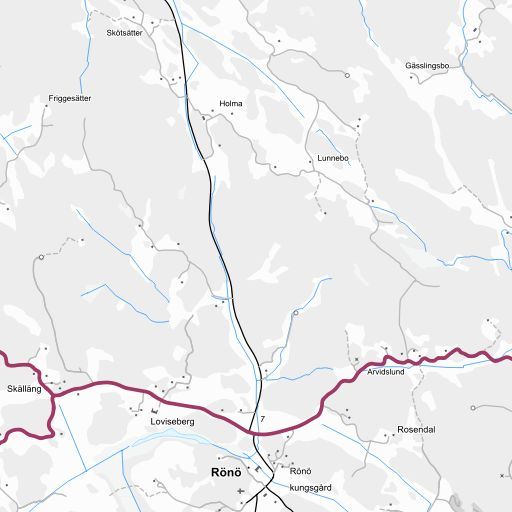 Skötsätter
Gässlingsbo
Friggesätter
Holma
Lunnebo
Arvidslund
Skälläng
Loviseberg
7
Rosendal
Rönö
Rönö
kungsgård